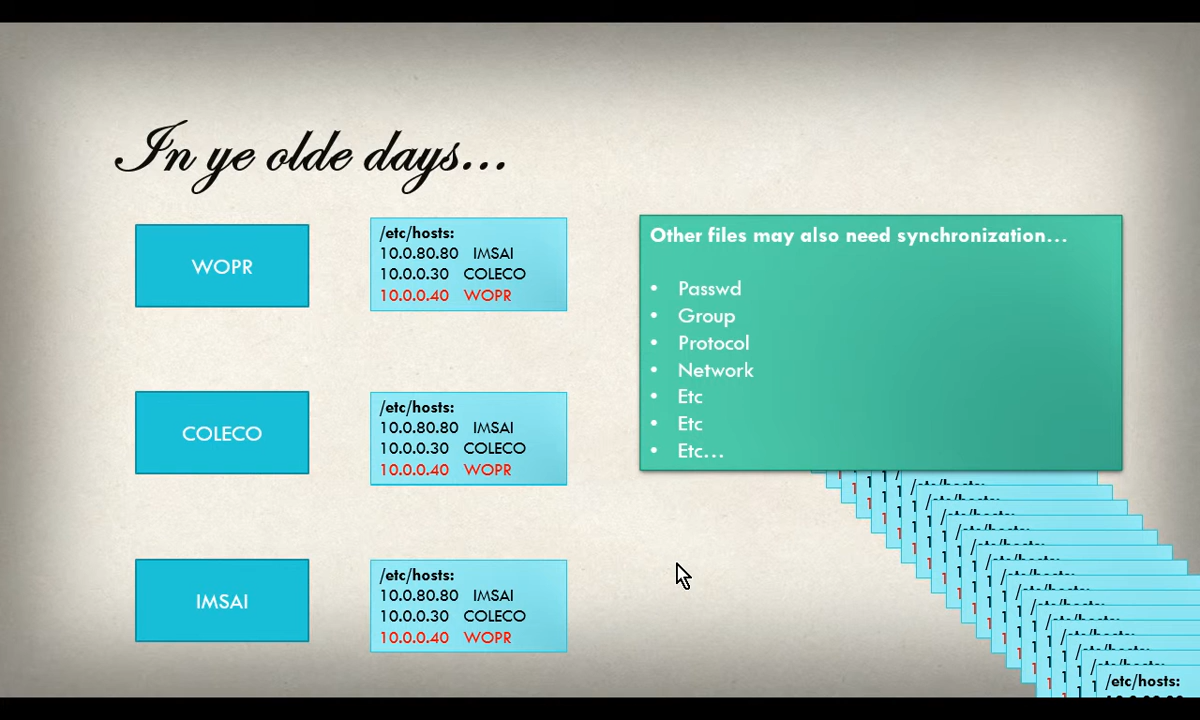 In ye olde days...
WOPR
/etc/hosts:
10.0.80.80 IMSAI
10.0.0.30 COLECO
10.0.0.40 WOPR
COLECO
/etc/hosts:
10.0.80.80 IMSAI
10.0.0.30 COLECO
10.0.0.40 WOPR
IMSAI
/etc/hosts:
10.0.80.80 IMSAI
10.0.0.30 COLECO
10.0.0.40 WOPR
Other files may also need synchronization...
• Passwd
• Group
• Protocol
• Network
• Etc
• Etc
• Etc...
/etc/hosts: